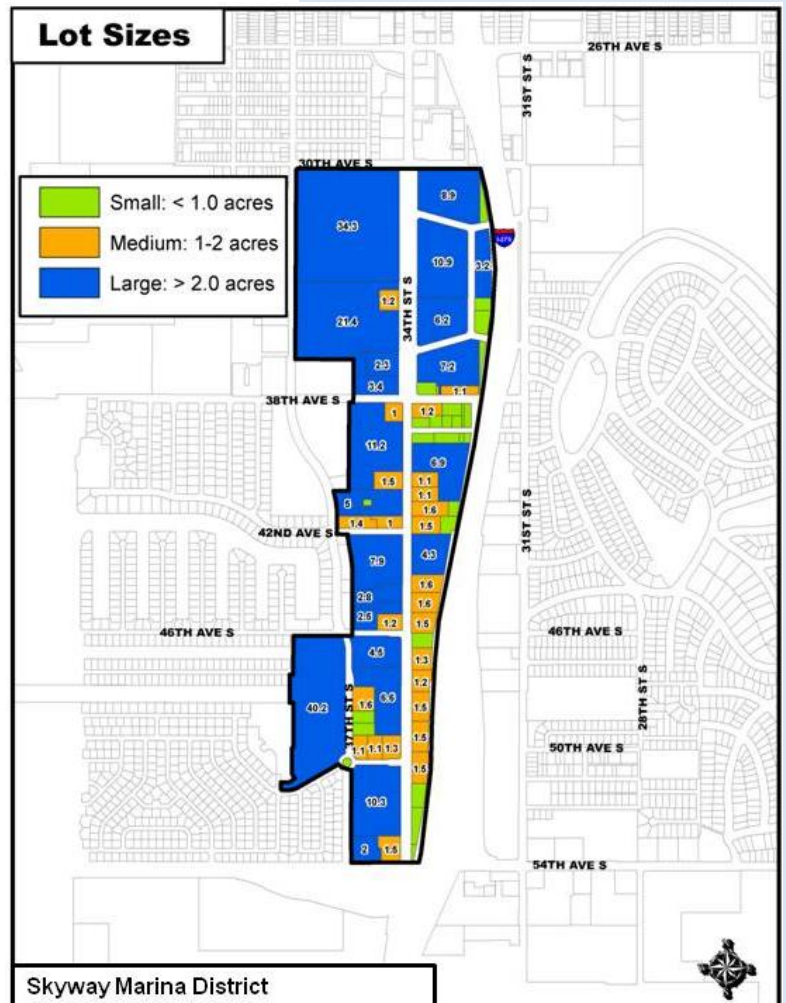 Lot Sizes
26TH AVE S
31ST ST S
30TH AVE S
Small: < 1.0 acres
Medium: 1-2 acres
Large: > 2.0 acres
8.9
34.3
I-275
10.9
3.2
1.2
34TH ST S
21.4
6.2
2.3
7.2
3.4
1.1
38TH AVE S
1
1.2
11.2
6.9
1.5
1.1
1.1
5
1.6
31ST ST S
1.4
1
1.5
42ND AVE S
7.9
4.3
2.8
1.6
1.6
2.5
1.2
1.5
46TH AVE S
46TH AVE S
4.5
1.3
6.6
1.2
28TH ST S
40.2
1.6
37TH ST S
1.5
1.5
50TH AVE S
1.1
1.1
1.3
1.5
10.3
2
1.5
54TH AVE S
Skyway Marina District